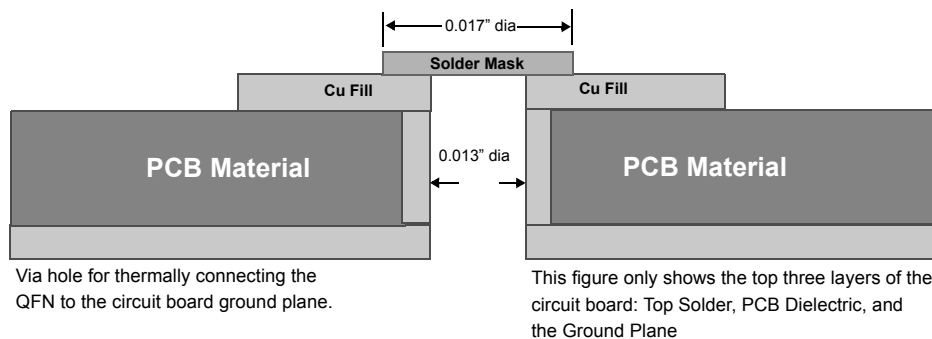 0.017” dia
Solder Mask
Cu Fill
Cu Fill
0.013” dia
PCB Material
PCB Material
Via hole for thermally connecting the
QFN to the circuit board ground plane.
This figure only shows the top three layers of the
circuit board: Top Solder, PCB Dielectric, and
the Ground Plane